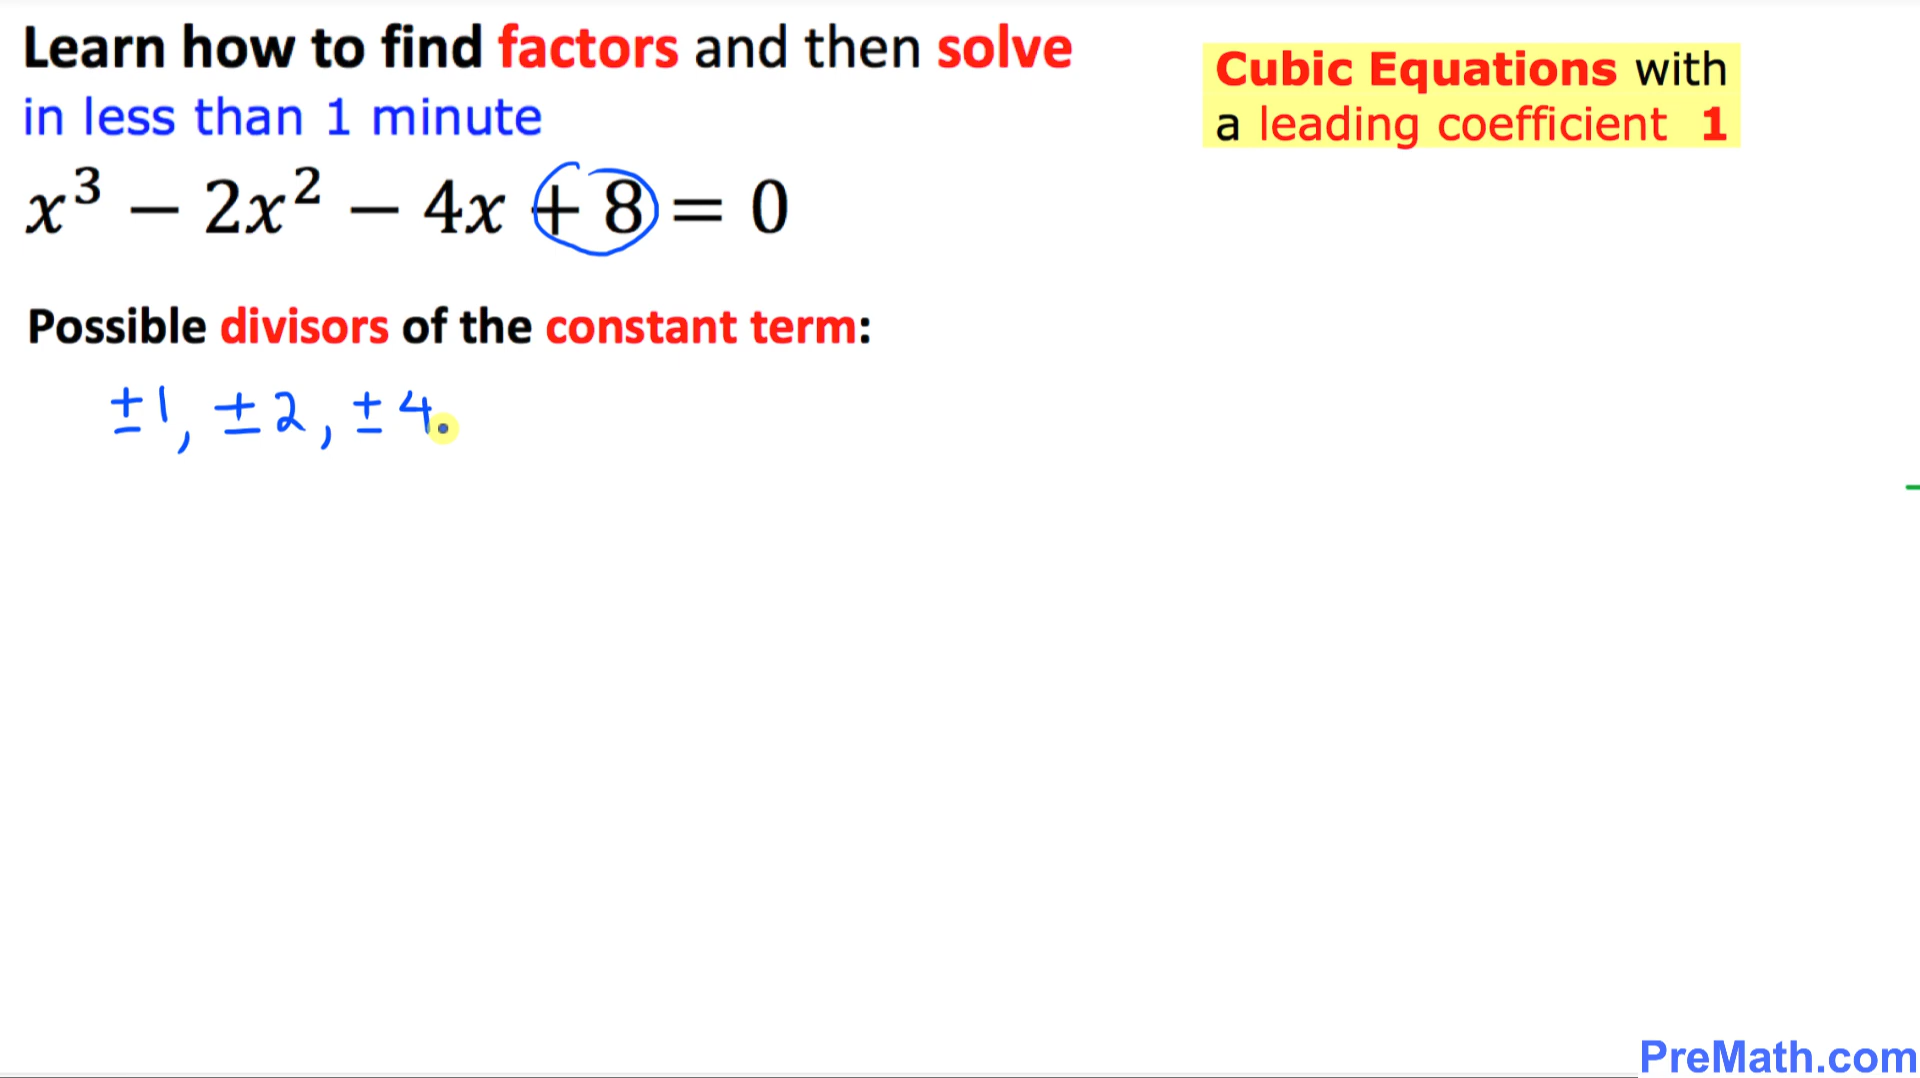 Learn how to find factors and then solve
in less than 1 minute
Cubic Equations with
a leading coefficient 1
x³ − 2x² − 4x + 8 = 0
Possible divisors of the constant term:
±1, ±2, ±4
PreMath.com